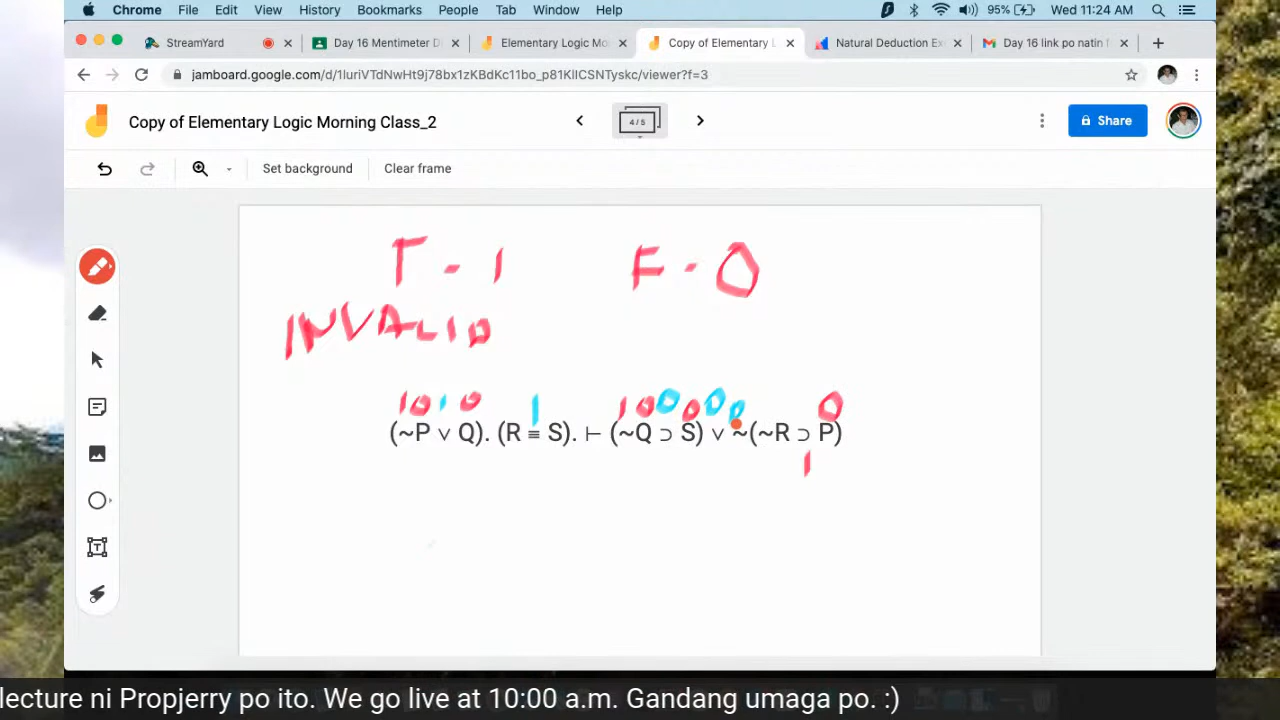 Chrome File Edit View History Bookmarks People Tab Window Help 95% Wed 11:24 AM
StreamYard Day 16 Mentimeter D Elementary Logic Mo Copy of Elementary L Natural Deduction Ex Day 16 link po natin
jamboard.google.com/d/1IuriVTdNwHt9j78bx1zKBdKc11bo_p81KlICSNTyskc/viewer?f=3
Copy of Elementary Logic Morning Class_2 4 / 5 Share
Set background Clear frame
T - 1 F - 0
INVALID
1 0 1 0 1 1 0 0 0 0 0 0
(~P ∨ Q). (R ≡ S). ⊢ (~Q ⊃ S) ∨ ~(~R ⊃ P)
1
lecture ni Propjerry po ito. We go live at 10:00 a.m. Gandang umaga po. :)